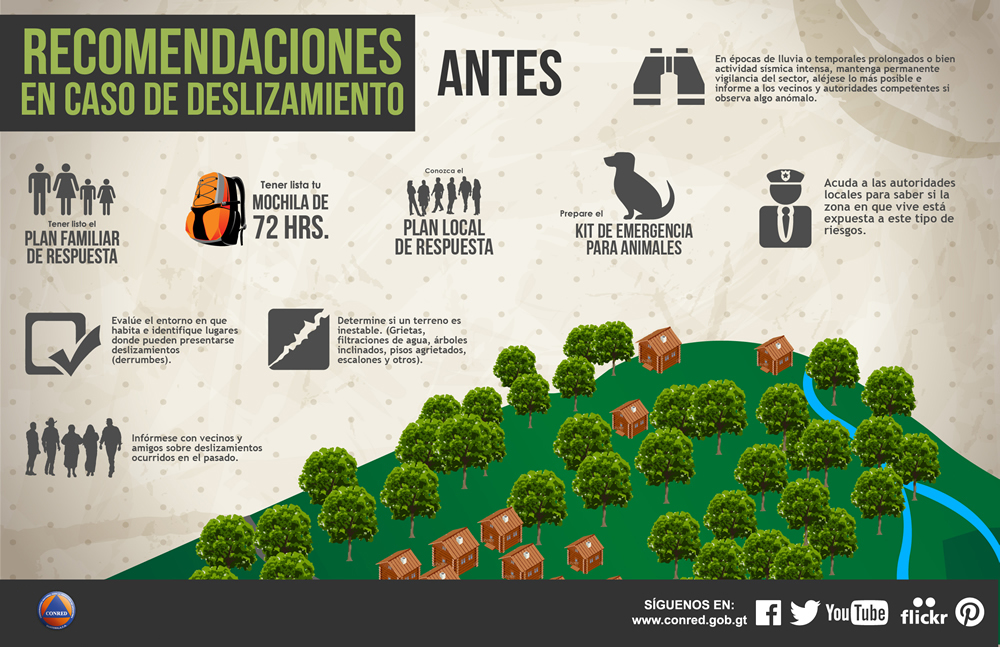 RECOMENDACIONES
EN CASO DE DESLIZAMIENTO
ANTES
En épocas de lluvia o temporales prolongados o bien
actividad sísmica intensa, mantenga permanente
vigilancia del sector, aléjese lo más posible e
informe a los vecinos y autoridades competentes si
observa algo anómalo.
Tener listo el
PLAN FAMILIAR
DE RESPUESTA
Tener lista tu
MOCHILA DE
72 HRS.
Conozca el
PLAN LOCAL
DE RESPUESTA
Prepare el
KIT DE EMERGENCIA
PARA ANIMALES
Acuda a las autoridades
locales para saber si la
zona en que vive está
expuesta a este tipo de
riesgos.
Evalúe el entorno en que
habita e identifique lugares
donde pueden presentarse
deslizamientos
(derrumbes).
Determine si un terreno es
inestable. (Grietas,
filtraciones de agua, árboles
inclinados, pisos agrietados,
escalones y otros).
Infórmese con vecinos y
amigos sobre deslizamientos
ocurridos en el pasado.
CONRED
SÍGUENOS EN:
www.conred.gob.gt
YouTube
flickr